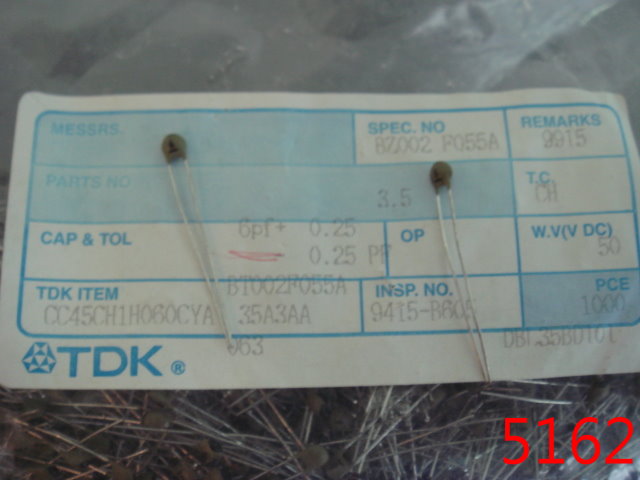 MESSRS.
SPEC. NO
8Z002 F055A
REMARKS
9915
PARTS NO
3.5
T.C.
CH
CAP & TOL
6pf+ 0.25
0.25 PF
OP
W.V(V DC)
50
BT002F055A
TDK ITEM
CC45CH1H060CYA 35A3AA
INSP. NO.
9415-R605
PCE
1000
063
TDK ®
5162